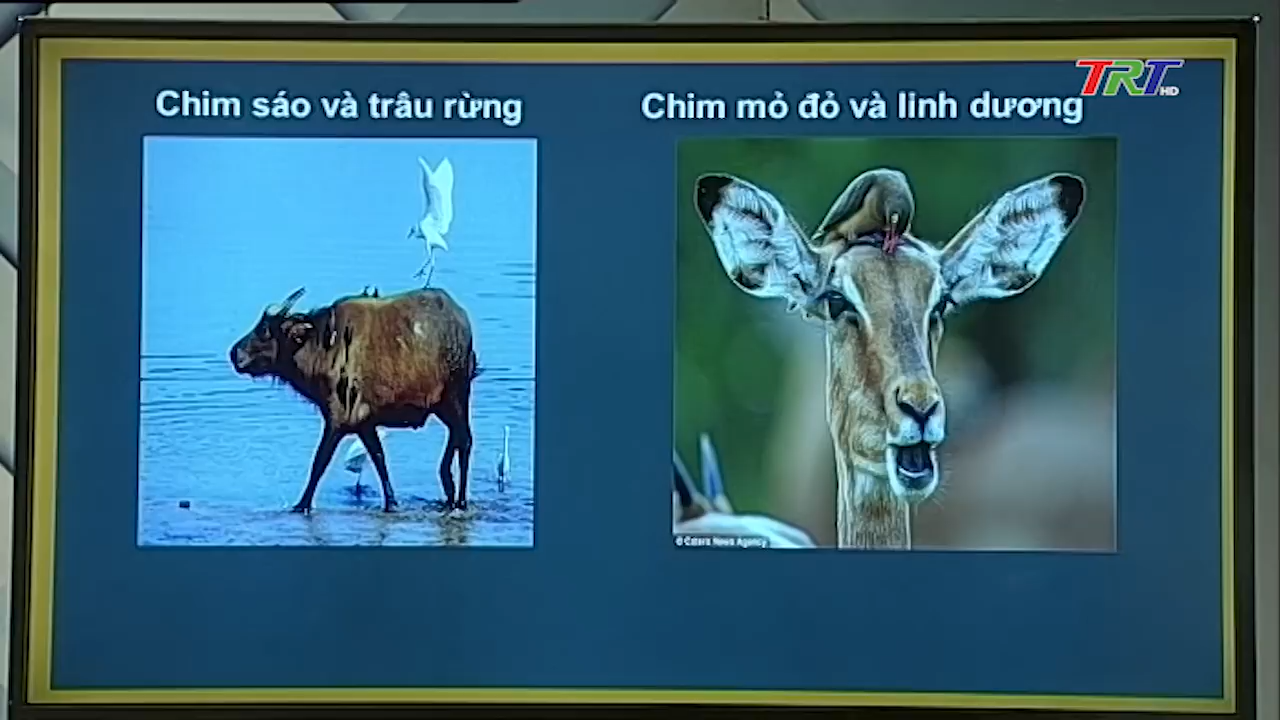 Chim sáo và trâu rừng
Chim mỏ đỏ và linh dương
TRT HD
© Caters News Agency